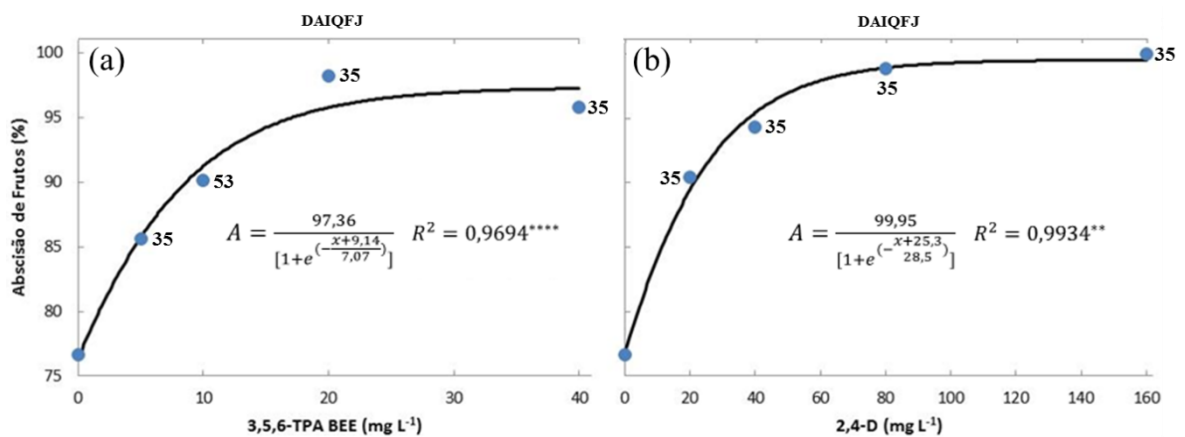 DAIQFJ
(a)
100
95
90
85
80
75
Abscisão de Frutos (%)
35
53
35
35
A = 97,36 / [1+e^(-x+9,14/7,07)] R² = 0,9694****
0 10 20 30 40
3,5,6-TPA BEE (mg L⁻¹)
DAIQFJ
(b)
35
35
35
35
A = 99,95 / [1+e^(-x+25,3/28,5)] R² = 0,9934**
0 20 40 60 80 100 120 140 160
2,4-D (mg L⁻¹)